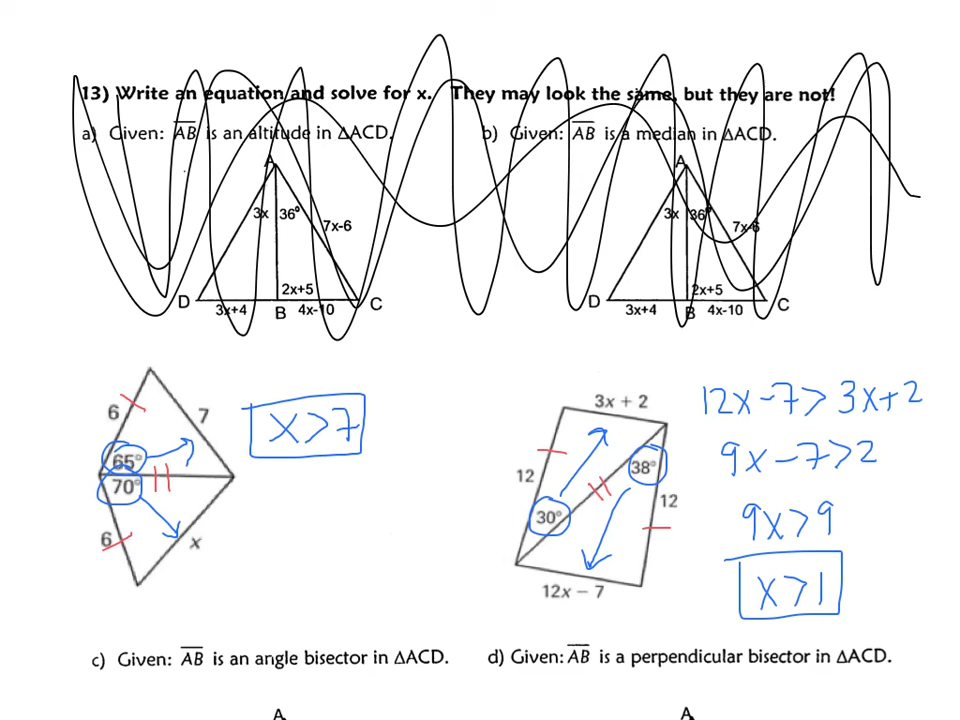 13) Write an equation and solve for x. They may look the same, but they are not!
a) Given: AB is an altitude in ΔACD. b) Given: AB is a median in ΔACD.
A A
3x 36° 7x-6 3x 36° 7x-6
2x+5 2x+5
D 3x+4 B 4x-10 C D 3x+4 B 4x-10 C
6 7 x>7
65°
70°
6 x
3x + 2 12x-7>3x+2
12 38° 9x-7>2
30° 12 9x>9
12x − 7 x>1
c) Given: AB is an angle bisector in ΔACD. d) Given: AB is a perpendicular bisector in ΔACD.
A A